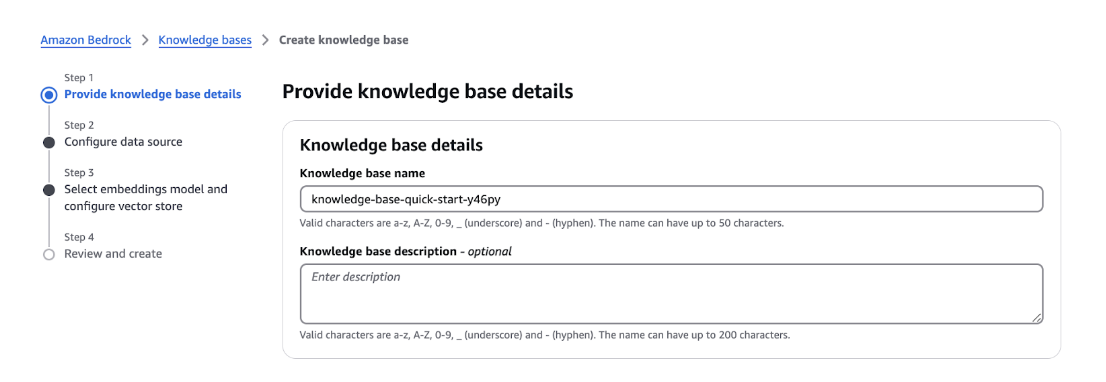 Amazon Bedrock > Knowledge bases > Create knowledge base
Step 1
Provide knowledge base details
Step 2
Configure data source
Step 3
Select embeddings model and
configure vector store
Step 4
Review and create
Provide knowledge base details
Knowledge base details
Knowledge base name
knowledge-base-quick-start-y46py
Valid characters are a-z, A-Z, 0-9, _ (underscore) and - (hyphen). The name can have up to 50 characters.
Knowledge base description - optional
Enter description
Valid characters are a-z, A-Z, 0-9, _ (underscore) and - (hyphen). The name can have up to 200 characters.